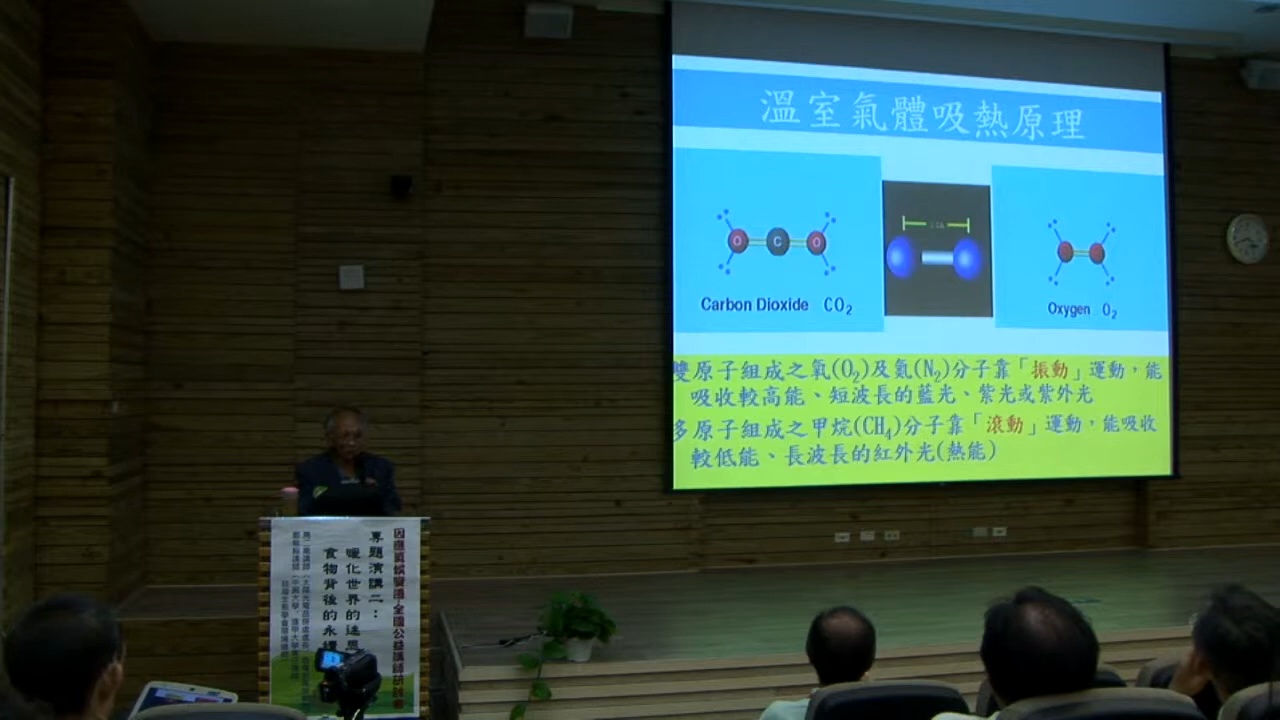 溫室氣體吸熱原理
O C O
Carbon Dioxide CO2
Oxygen O2
雙原子組成之氧(O2)及氮(N2)分子靠「振動」運動，能
吸收較高能、短波長的藍光、紫光或紫外光
多原子組成之甲烷(CH4)分子靠「滾動」運動，能吸收
較低能、長波長的紅外光(熱能)
專題演講二：
暖化世界的迷思
食物背後的永續